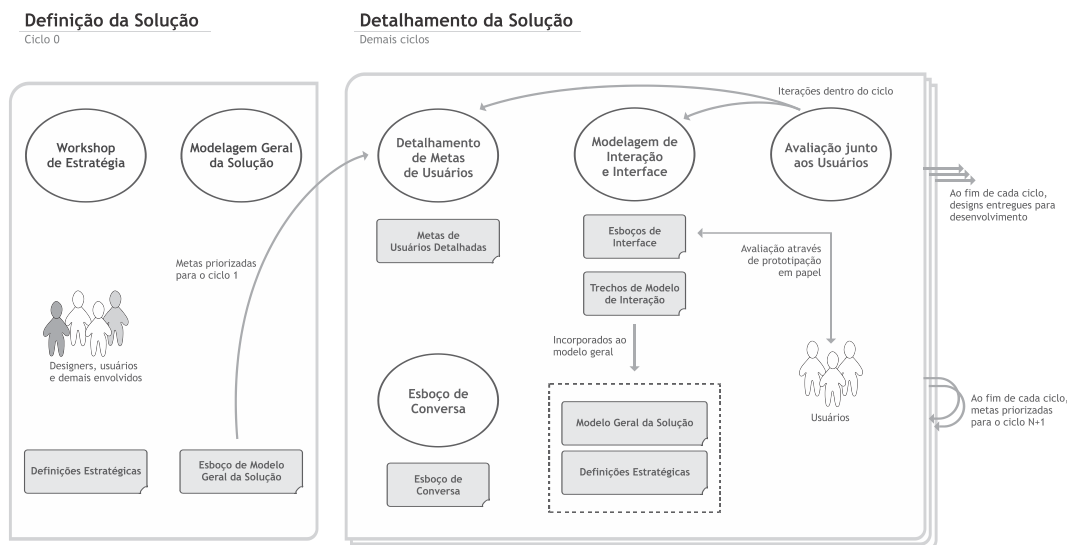 Definição da Solução
Ciclo 0
Workshop
de Estratégia
Modelagem Geral
da Solução
Metas priorizadas
para o ciclo 1
Designers, usuários
e demais envolvidos
Definições Estratégicas
Esboço de Modelo
Geral da Solução
Detalhamento da Solução
Demais ciclos
Iterações dentro do ciclo
Detalhamento
de Metas
de Usuários
Modelagem de
Interação
e Interface
Avaliação junto
aos Usuários
Metas de
Usuários Detalhadas
Esboços de
Interface
Avaliação através
de prototipação
em papel
Trechos de Modelo
de Interação
Incorporados ao
modelo geral
Esboço de
Conversa
Usuários
Modelo Geral da Solução
Definições Estratégicas
Esboço de
Conversa
Ao fim de cada ciclo,
designs entregues para
desenvolvimento
Ao fim de cada ciclo,
metas priorizadas
para o ciclo N+1